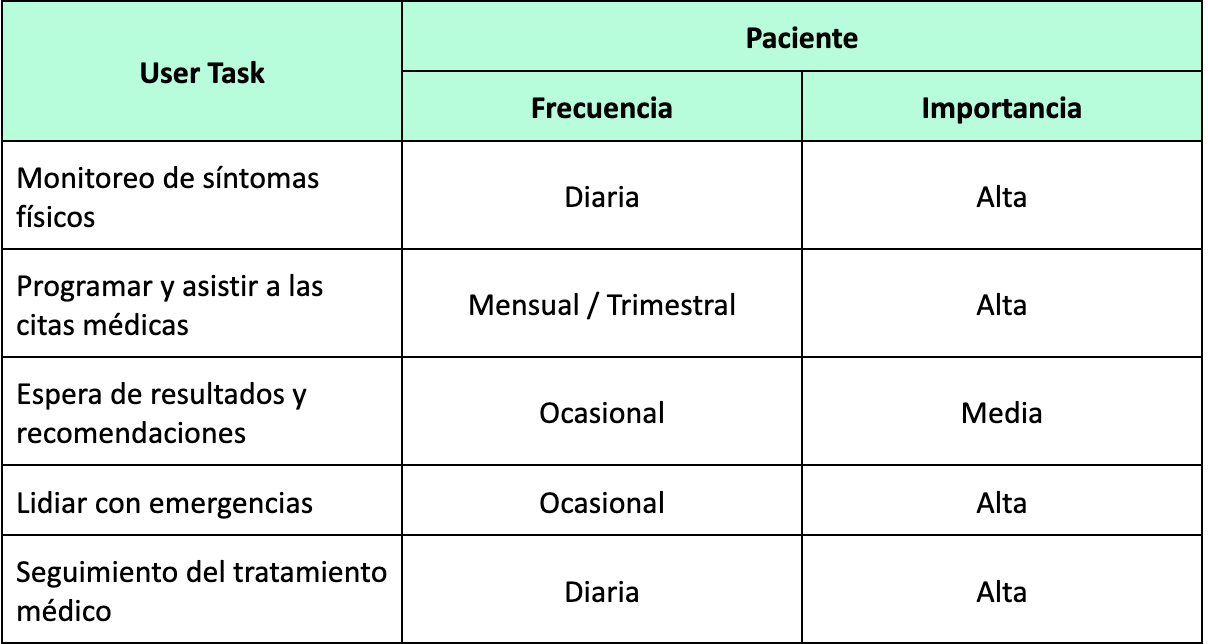 User Task
Paciente
Frecuencia
Importancia
Monitoreo de síntomas
físicos
Diaria
Alta
Programar y asistir a las
citas médicas
Mensual / Trimestral
Alta
Espera de resultados y
recomendaciones
Ocasional
Media
Lidiar con emergencias
Ocasional
Alta
Seguimiento del tratamiento
médico
Diaria
Alta